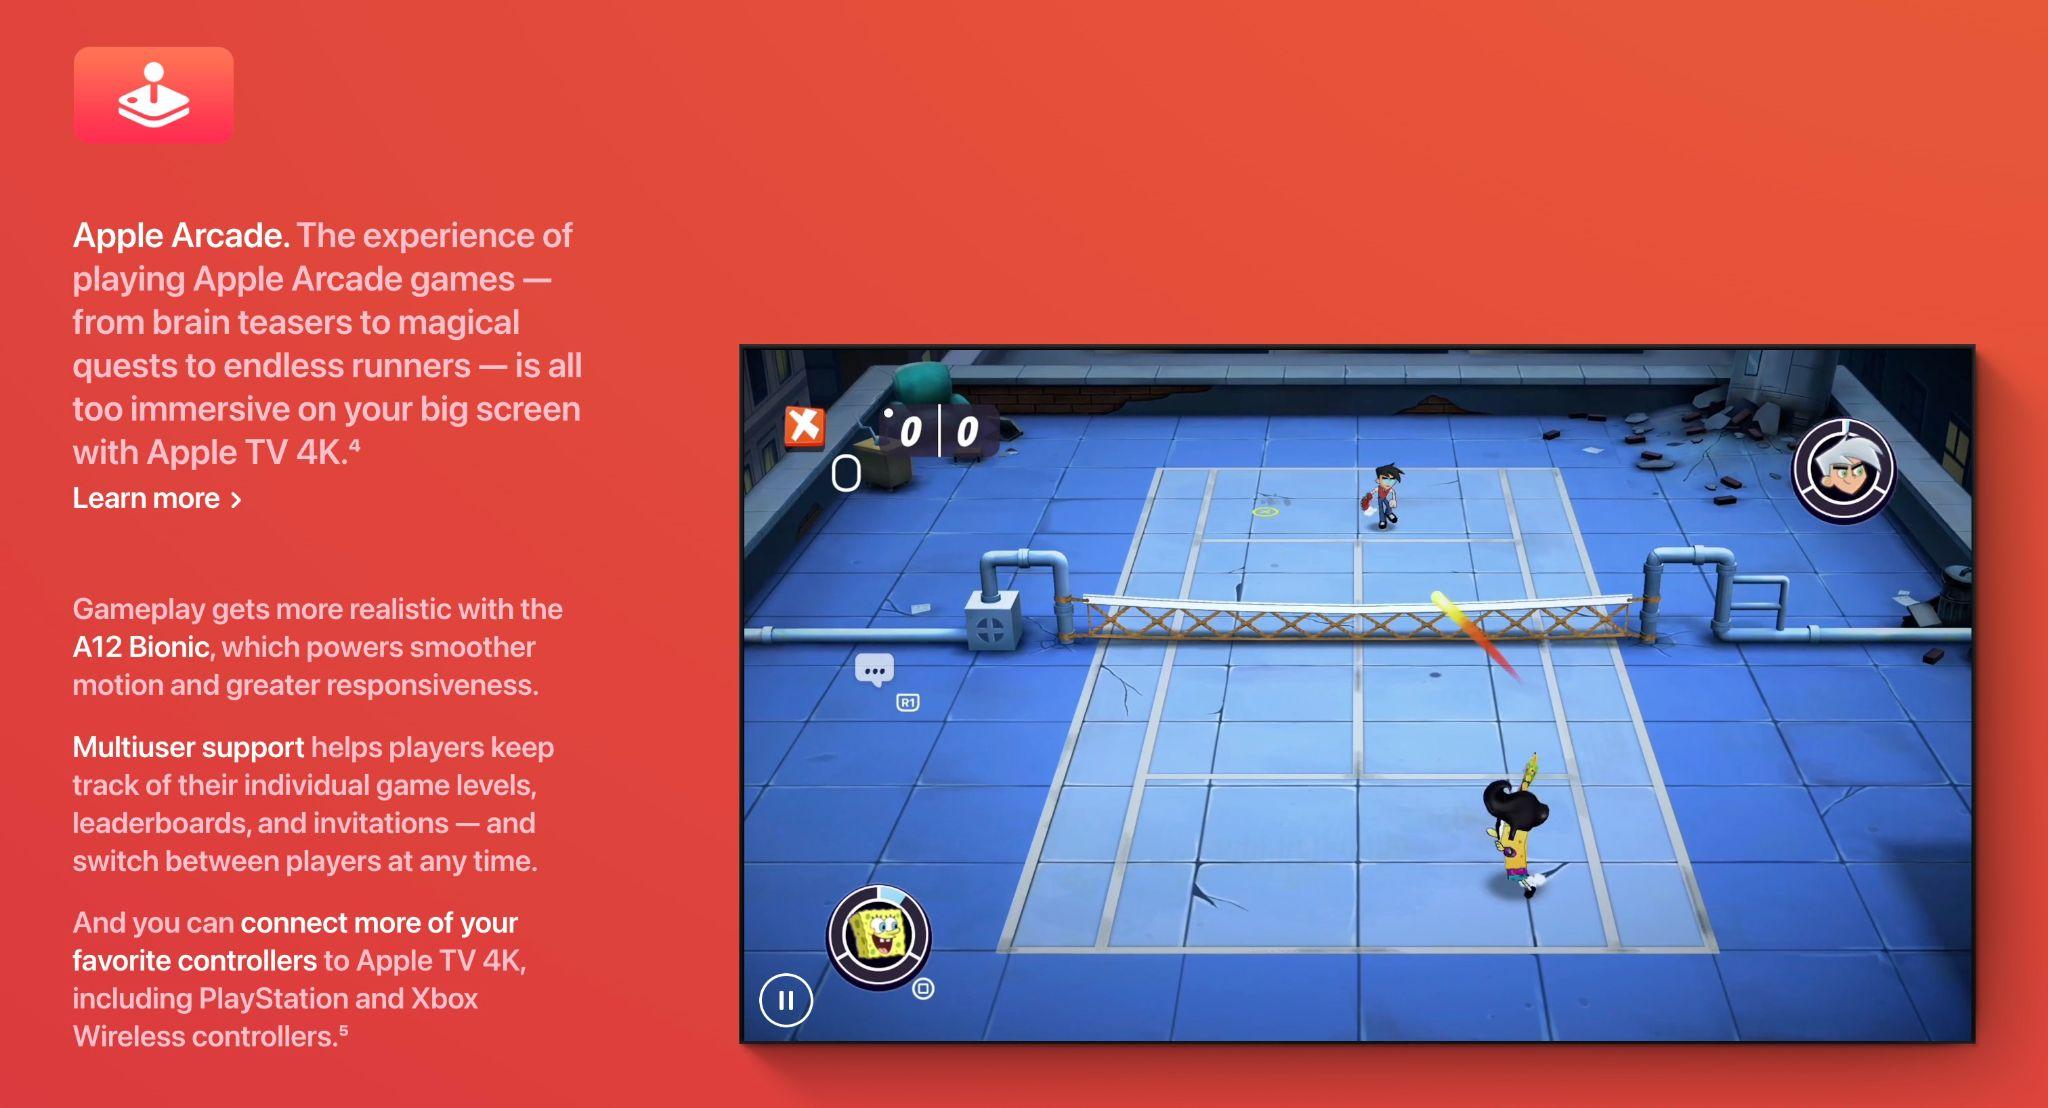 Apple Arcade. The experience of
playing Apple Arcade games —
from brain teasers to magical
quests to endless runners — is all
too immersive on your big screen
with Apple TV 4K.⁴
Learn more >
Gameplay gets more realistic with the
A12 Bionic, which powers smoother
motion and greater responsiveness.
Multiuser support helps players keep
track of their individual game levels,
leaderboards, and invitations — and
switch between players at any time.
And you can connect more of your
favorite controllers to Apple TV 4K,
including PlayStation and Xbox
Wireless controllers.⁵
0 | 0
0
R1